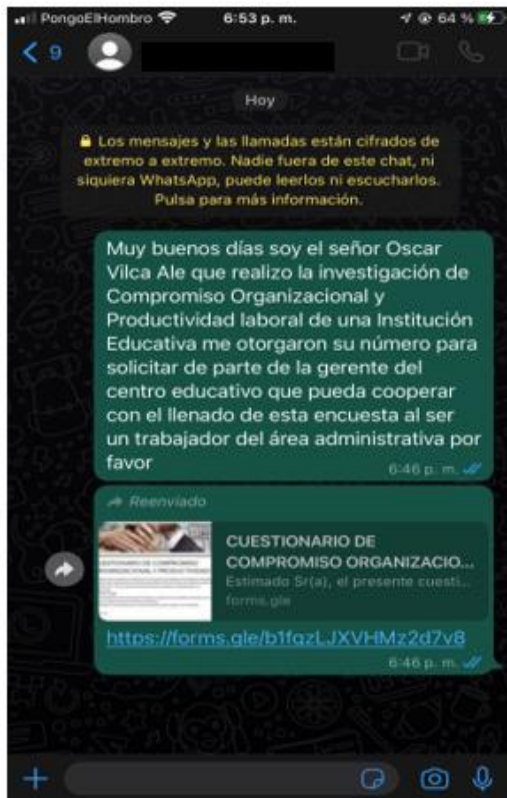 PongoElHombro 6:53 p. m. 64 %
9
Hoy
Los mensajes y las llamadas están cifrados de
extremo a extremo. Nadie fuera de este chat, ni
siquiera WhatsApp, puede leerlos ni escucharlos.
Pulsa para más información.
Muy buenos días soy el señor Oscar
Vilca Ale que realizo la investigación de
Compromiso Organizacional y
Productividad laboral de una Institución
Educativa me otorgaron su número para
solicitar de parte de la gerente del
centro educativo que pueda cooperar
con el llenado de esta encuesta al ser
un trabajador del área administrativa por
favor
6:46 p. m.
Reenviado
CUESTIONARIO DE
COMPROMISO ORGANIZACIO...
Estimado Sr(a), el presente cuesti...
forms.gle
https://forms.gle/b1fqzLJXVHMz2d7v8
6:46 p. m.